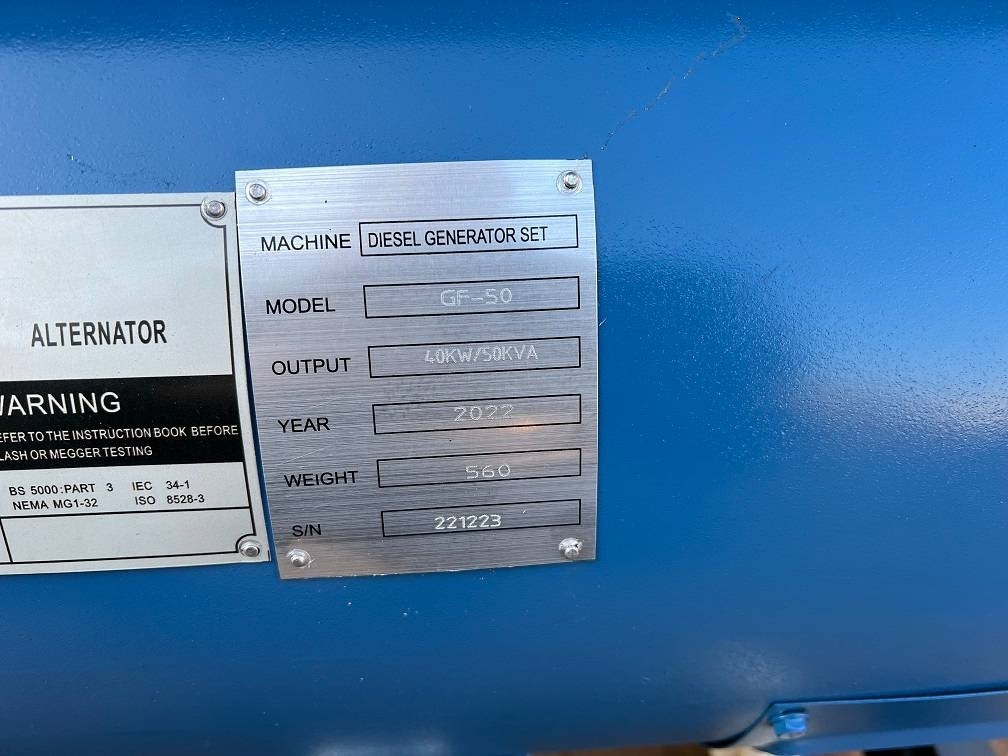 ALTERNATOR
WARNING
REFER TO THE INSTRUCTION BOOK BEFORE
FLASH OR MEGGER TESTING
BS 5000:PART 3 IEC 34-1
NEMA MG1-32 ISO 8528-3
MACHINE DIESEL GENERATOR SET
MODEL GF-50
OUTPUT 40KW/50KVA
YEAR 2022
WEIGHT 560
S/N 221223